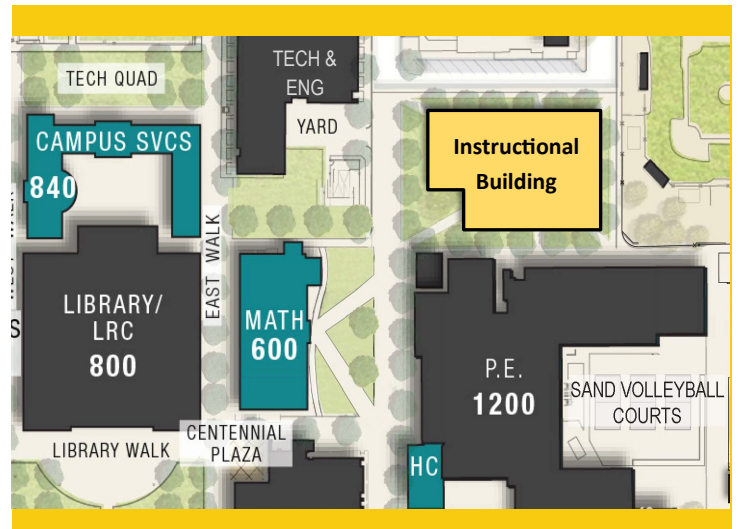 TECH QUAD
TECH &
ENG
YARD
CAMPUS SVCS
840
Instructional
Building
EAST WALK
LIBRARY/
LRC
800
MATH
600
P.E.
1200
SAND VOLLEYBALL
COURTS
CENTENNIAL
PLAZA
LIBRARY WALK
HC